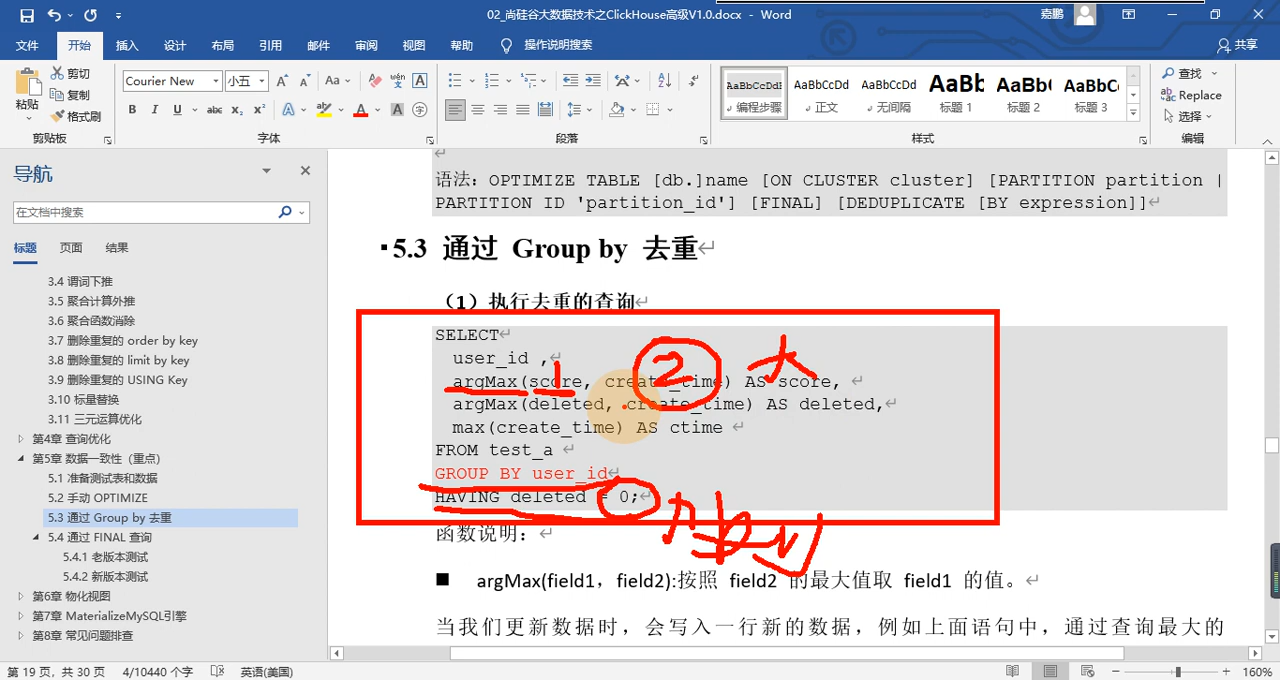 02_尚硅谷大数据技术之ClickHouse高级V1.0.docx - Word
嘉鹏
文件 开始 插入 设计 布局 引用 邮件 审阅 视图 帮助 操作说明搜索 共享
粘贴
剪切
复制
格式刷
剪贴板
Courier New 小五
字体
段落
AaBbCcDdI AaBbCcDd AaBbCcDd AaBb AaBb( AaBbC
编程步骤 正文 无间隔 标题 1 标题 2 标题 3
样式
查找
Replace
选择
编辑
导航
在文档中搜索
标题 页面 结果
3.4 谓词下推
3.5 聚合计算外推
3.6 聚合函数消除
3.7 删除重复的 order by key
3.8 删除重复的 limit by key
3.9 删除重复的 USING Key
3.10 标量替换
3.11 三元运算优化
第4章 查询优化
第5章 数据一致性（重点）
5.1 准备测试表和数据
5.2 手动 OPTIMIZE
5.3 通过 Group by 去重
5.4 通过 FINAL 查询
5.4.1 老版本测试
5.4.2 新版本测试
第6章 物化视图
第7章 MaterializeMySQL引擎
第8章 常见问题排查
语法：OPTIMIZE TABLE [db.]name [ON CLUSTER cluster] [PARTITION partition |
PARTITION ID 'partition_id'] [FINAL] [DEDUPLICATE [BY expression]]
5.3 通过 Group by 去重
（1）执行去重的查询
SELECT
user_id ,
argMax(score, create_time) AS score,
argMax(deleted, create_time) AS deleted,
max(create_time) AS ctime
FROM test_a
GROUP BY user_id
HAVING deleted = 0;
1
2
大
函数说明：
■ argMax(field1，field2):按照 field2 的最大值取 field1 的值。
当我们更新数据时，会写入一行新的数据，例如上面语句中，通过查询最大的
第 19 页，共 30 页 4/10440 个字 英语(美国) 160%